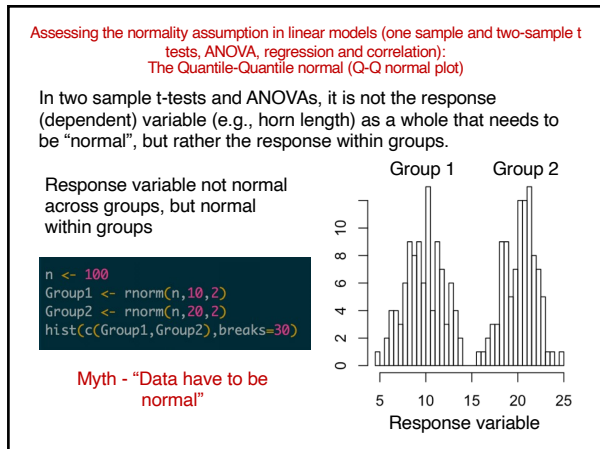 Assessing the normality assumption in linear models (one sample and two-sample t
tests, ANOVA, regression and correlation):
The Quantile-Quantile normal (Q-Q normal plot)
In two sample t-tests and ANOVAs, it is not the response
(dependent) variable (e.g., horn length) as a whole that needs to
be “normal”, but rather the response within groups.
Response variable not normal
across groups, but normal
within groups
n <- 100
Group1 <- rnorm(n,10,2)
Group2 <- rnorm(n,20,2)
hist(c(Group1,Group2),breaks=30)
Myth - “Data have to be
normal”
Group 1 Group 2
10
8
6
4
2
0
5 10 15 20 25
Response variable